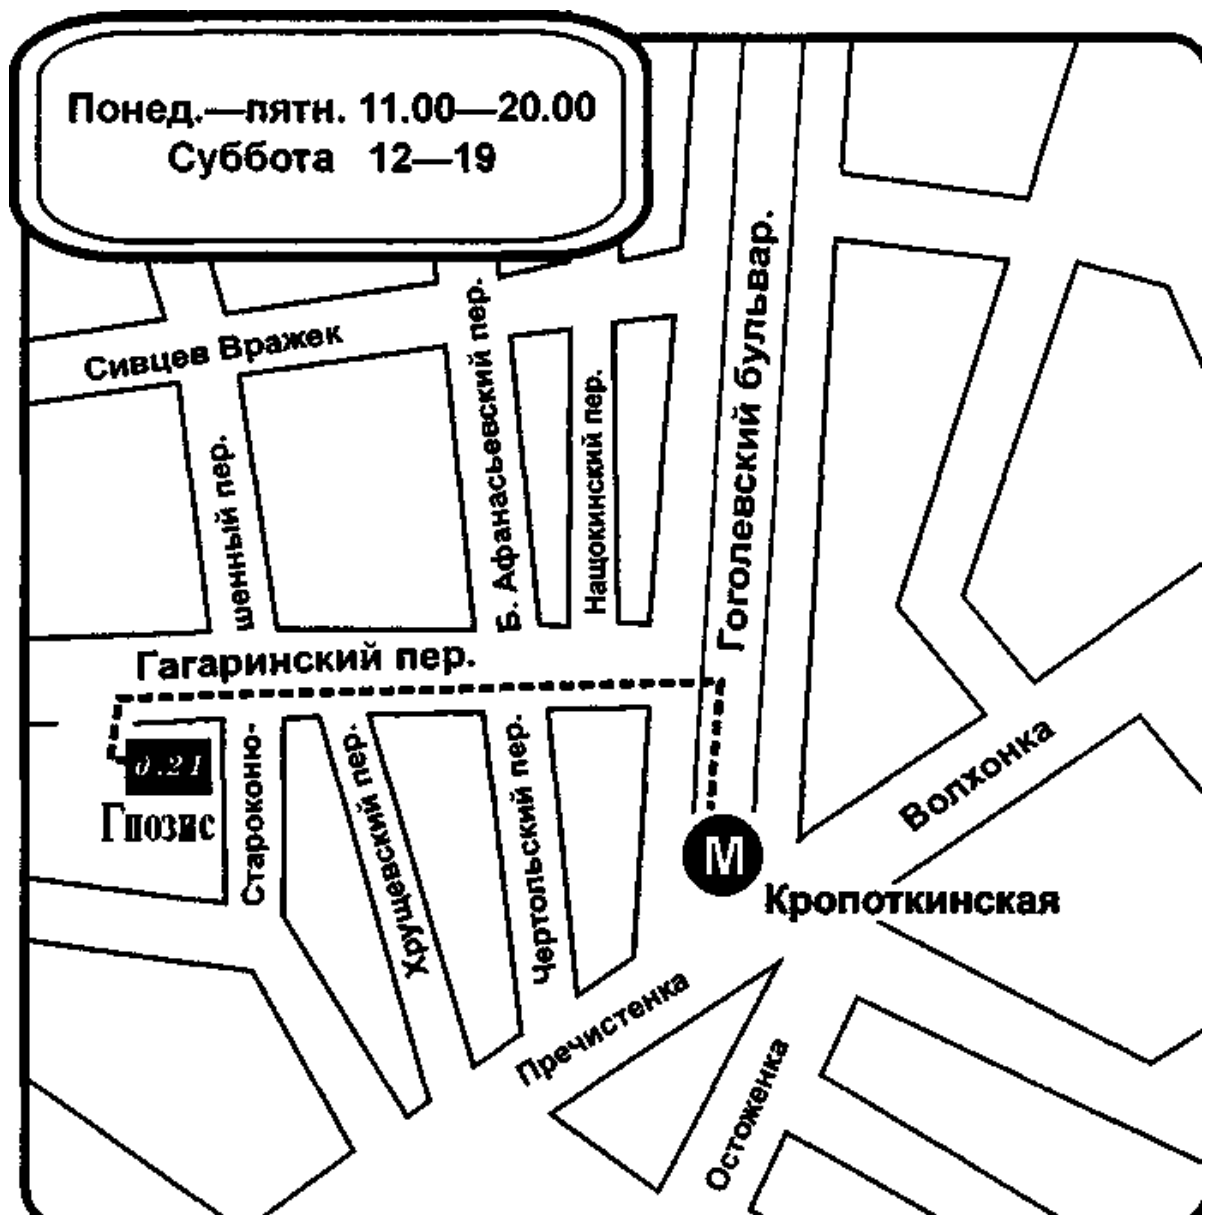 Понед.—пятн. 11.00—20.00
Суббота 12—19
Сивцев Вражек
Б. Афанасьевский пер.
Нащокинский пер.
Гоголевский бульвар.
шенный пер.
Гагаринский пер.
д.21
Гнозис
Староконю-
Хрущевский пер.
Чертольский пер.
Волхонка
М
Кропоткинская
Пречистенка
Остоженка